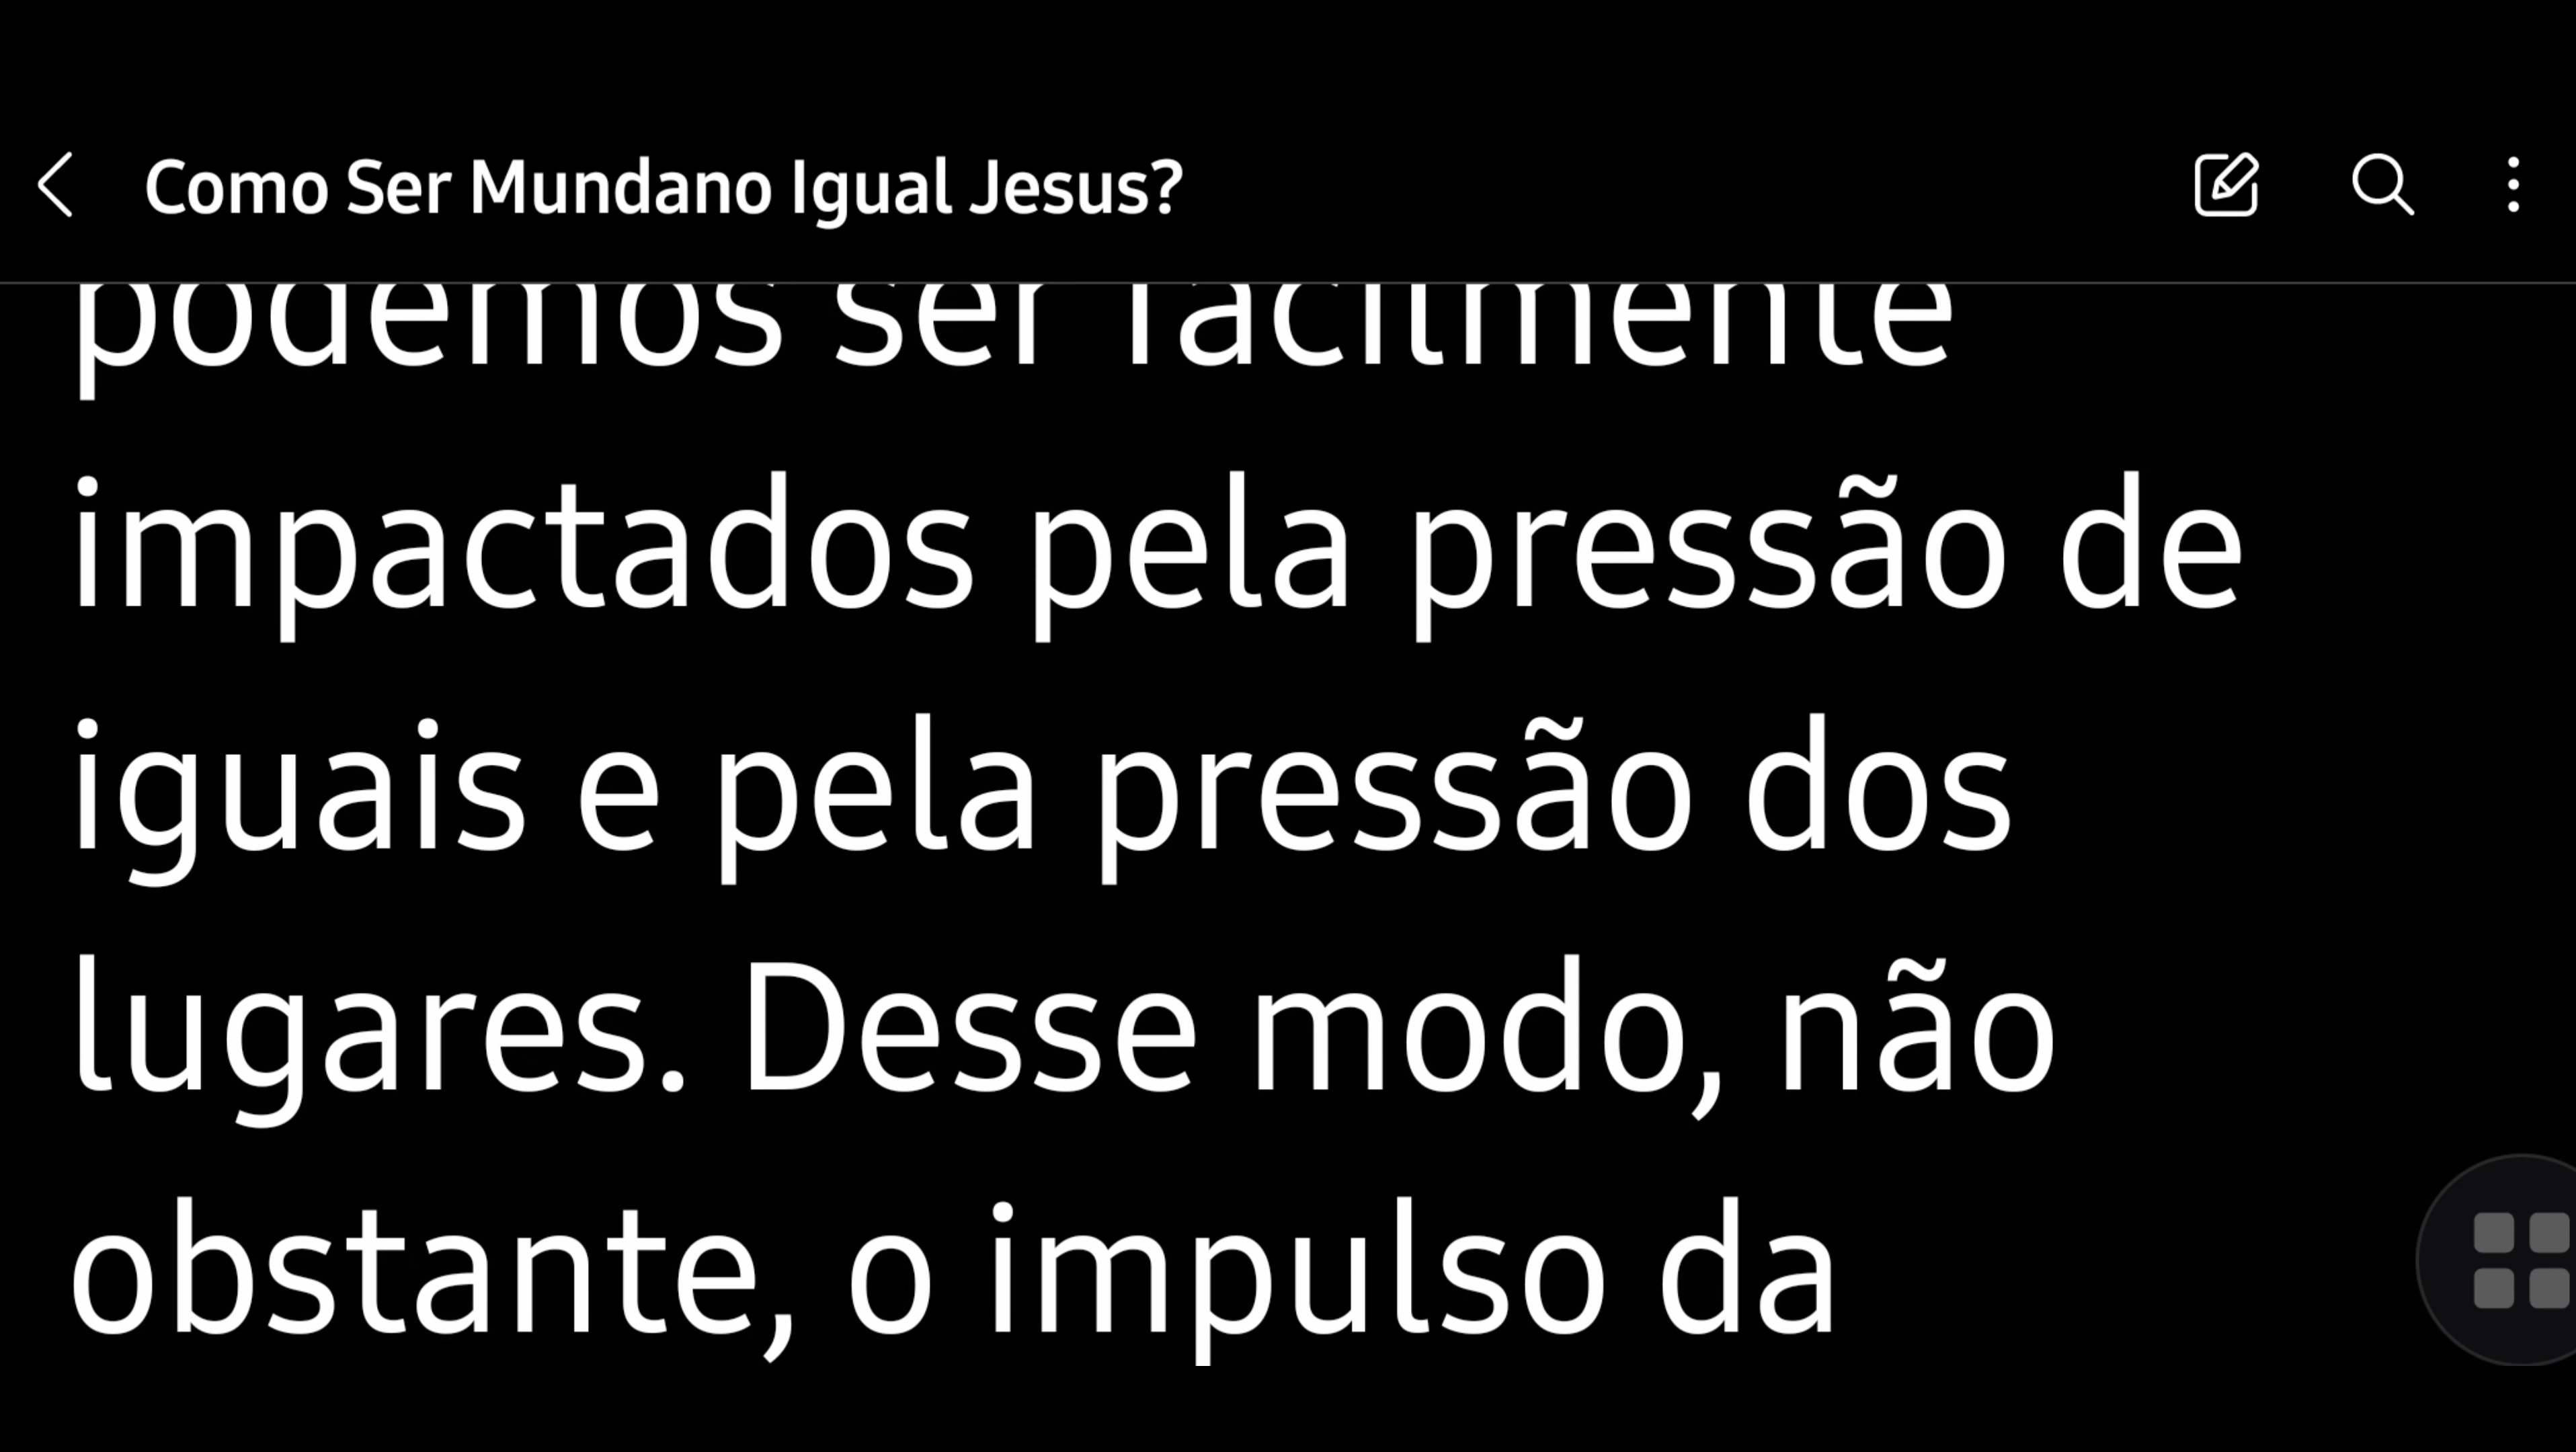 Como Ser Mundano Igual Jesus?
podemos ser facilmente
impactados pela pressão de
iguais e pela pressão dos
lugares. Desse modo, não
obstante, o impulso da